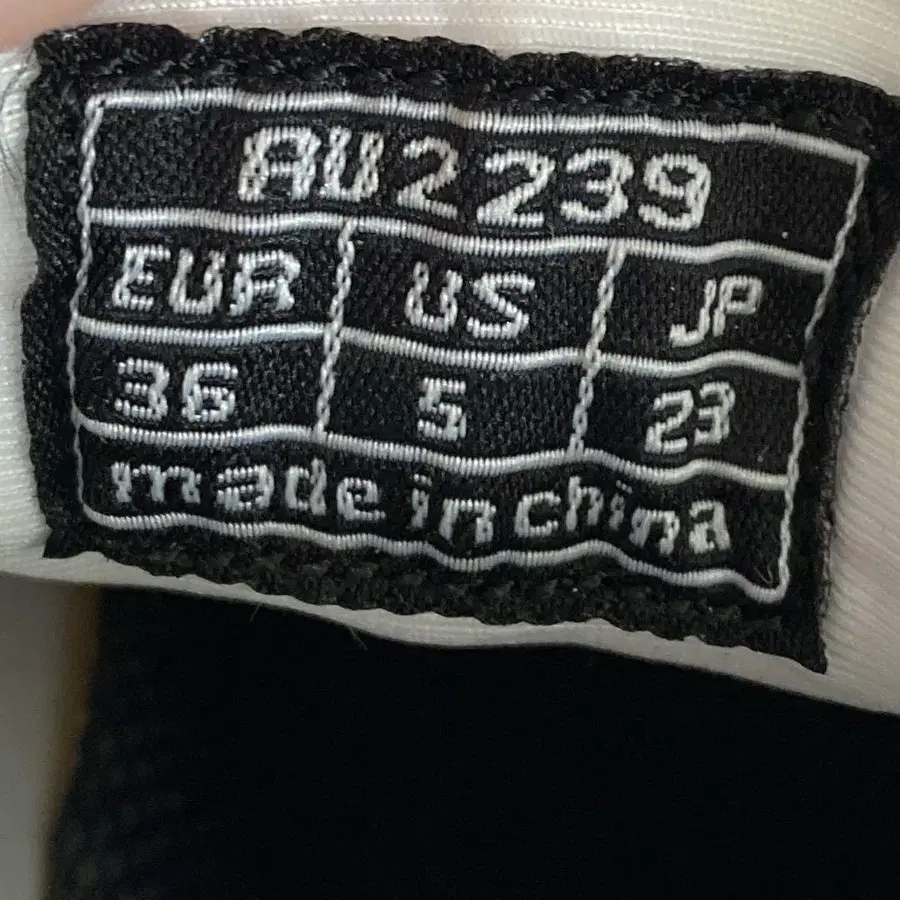 AU2239
EUR US JP
36 5 23
made in china